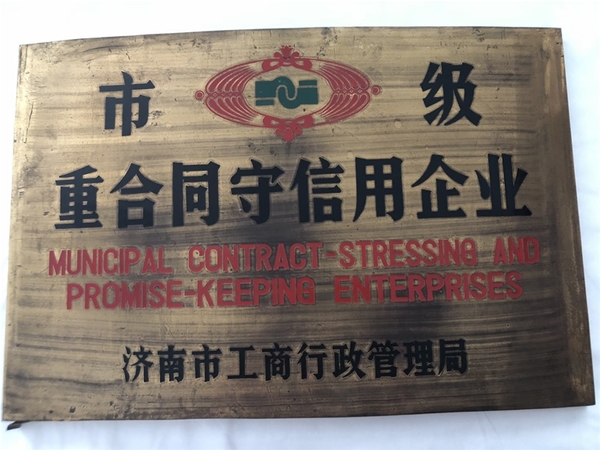 市级
重合同守信用企业
MUNICIPAL CONTRACT-STRESSING AND
PROMISE-KEEPING ENTERPRISES
济南市工商行政管理局